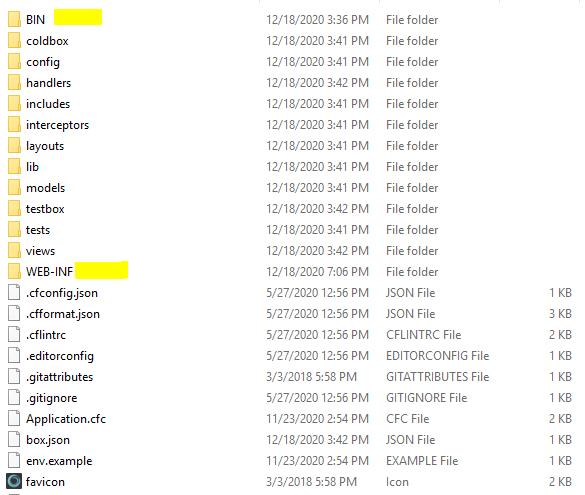 BIN 12/18/2020 3:36 PM File folder
coldbox 12/18/2020 3:41 PM File folder
config 12/18/2020 3:41 PM File folder
handlers 12/18/2020 3:42 PM File folder
includes 12/18/2020 3:41 PM File folder
interceptors 12/18/2020 3:41 PM File folder
layouts 12/18/2020 3:41 PM File folder
lib 12/18/2020 3:41 PM File folder
models 12/18/2020 3:41 PM File folder
testbox 12/18/2020 3:42 PM File folder
tests 12/18/2020 3:41 PM File folder
views 12/18/2020 3:42 PM File folder
WEB-INF 12/18/2020 7:06 PM File folder
.cfconfig.json 5/27/2020 12:56 PM JSON File 1 KB
.cfformat.json 5/27/2020 12:56 PM JSON File 3 KB
.cflintrc 5/27/2020 12:56 PM CFLINTRC File 2 KB
.editorconfig 5/27/2020 12:56 PM EDITORCONFIG File 1 KB
.gitattributes 3/3/2018 5:58 PM GITATTRIBUTES File 1 KB
.gitignore 5/27/2020 12:56 PM GITIGNORE File 1 KB
Application.cfc 11/23/2020 2:54 PM CFC File 2 KB
box.json 12/18/2020 3:42 PM JSON File 1 KB
env.example 11/23/2020 2:54 PM EXAMPLE File 1 KB
favicon 3/3/2018 5:58 PM Icon 2 KB